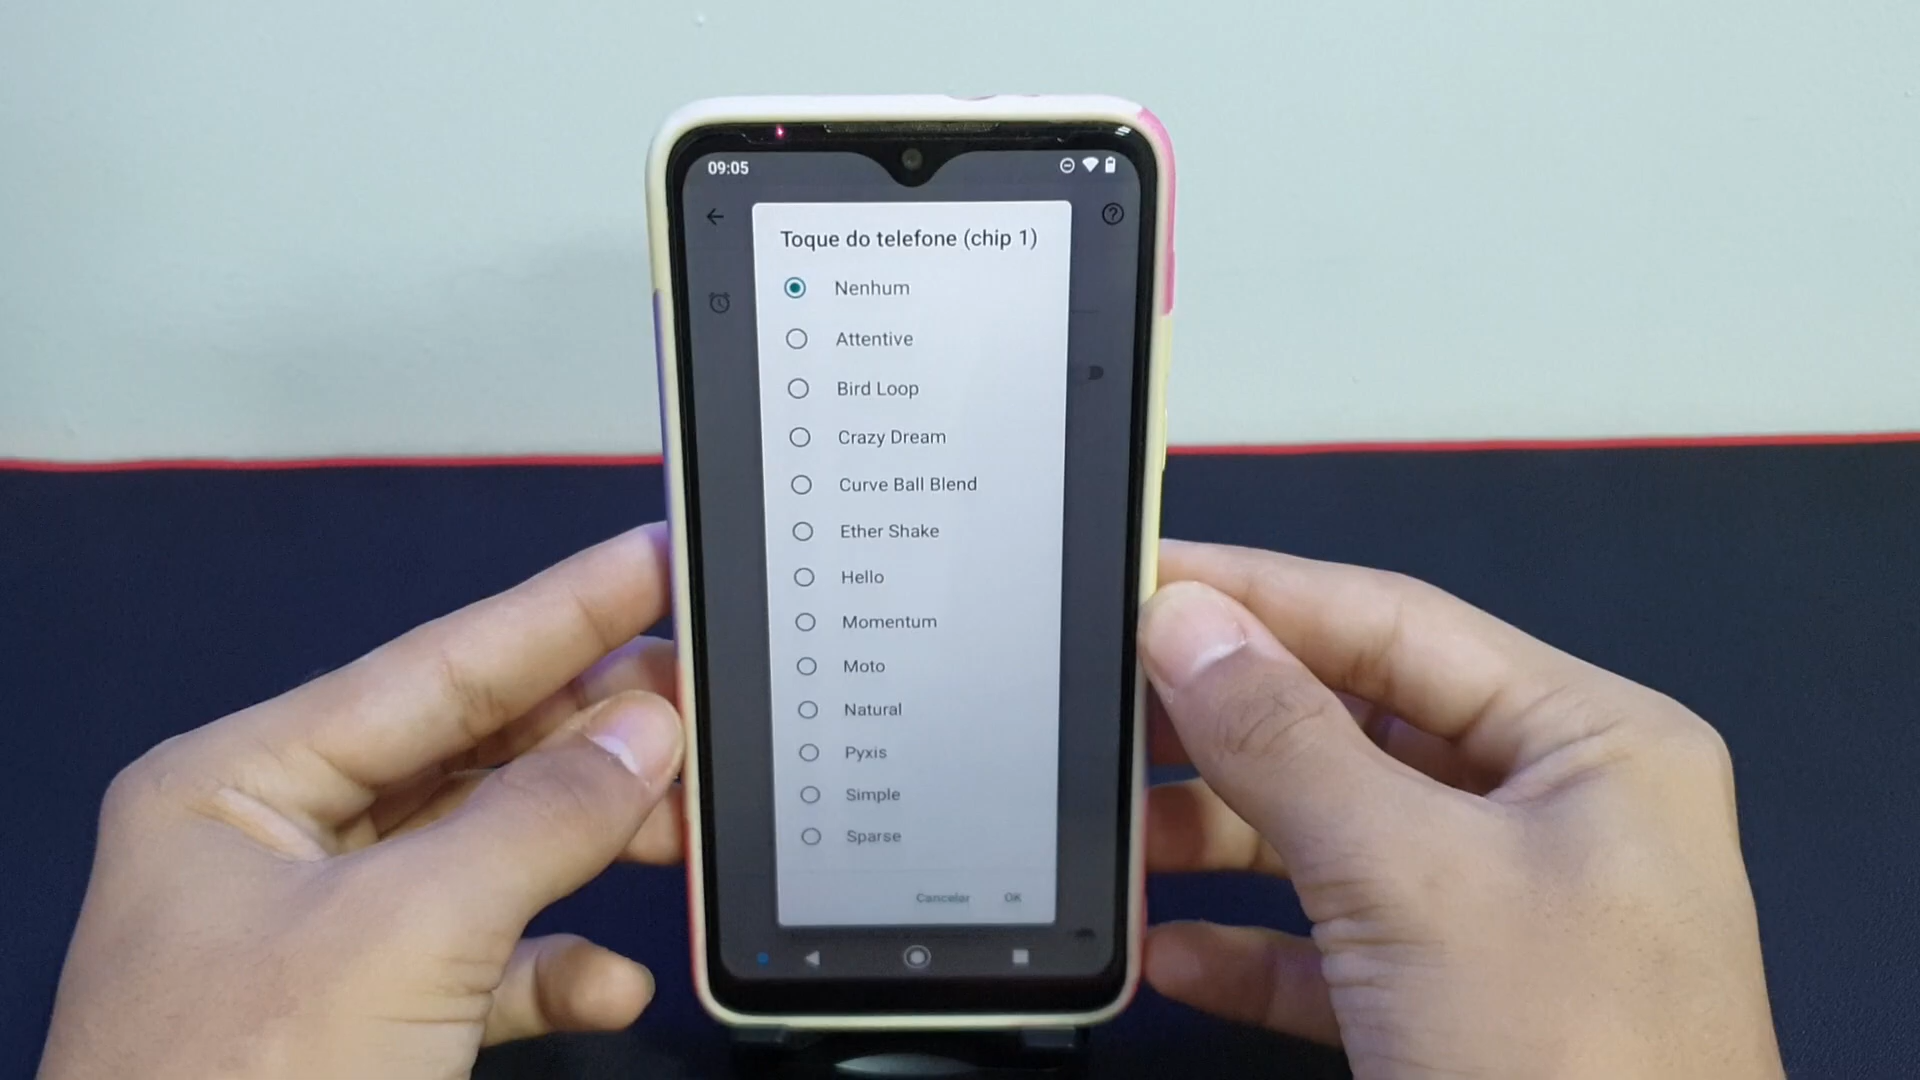 09:05
Toque do telefone (chip 1)
Nenhum
Attentive
Bird Loop
Crazy Dream
Curve Ball Blend
Ether Shake
Hello
Momentum
Moto
Natural
Pyxis
Simple
Sparse
Cancelar OK